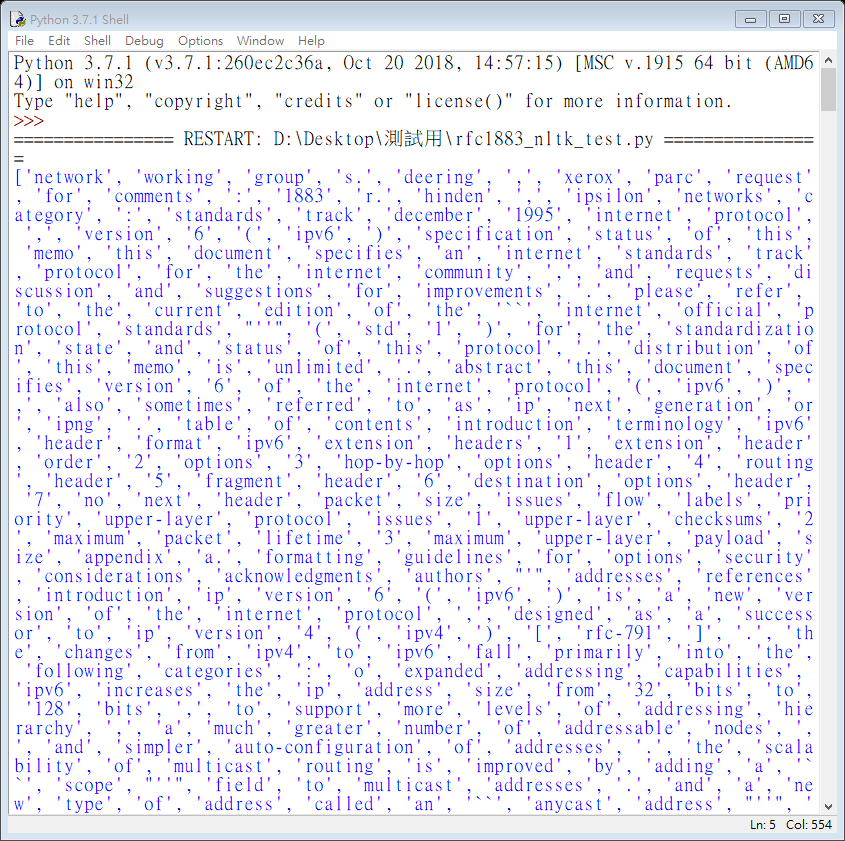 Python 3.7.1 Shell
File Edit Shell Debug Options Window Help
Python 3.7.1 (v3.7.1:260ec2c36a, Oct 20 2018, 14:57:15) [MSC v.1915 64 bit (AMD6
4)] on win32
Type "help", "copyright", "credits" or "license()" for more information.
>>>
================ RESTART: D:\Desktop\測試用\rfc1883_nltk_test.py ===============
=
['network', 'working', 'group', 's.', 'deering', ',', 'xerox', 'parc', 'request'
, 'for', 'comments', ':', '1883', 'r.', 'hinden', ',', 'ipsilon', 'networks', 'c
ategory', ':', 'standards', 'track', 'december', '1995', 'internet', 'protocol',
',', 'version', '6', '(', 'ipv6', ')', 'specification', 'status', 'of', 'this',
'memo', 'this', 'document', 'specifies', 'an', 'internet', 'standards', 'track',
'protocol', 'for', 'the', 'internet', 'community', ',', 'and', 'requests', 'di
scussion', 'and', 'suggestions', 'for', 'improvements', '.', 'please', 'refer',
'to', 'the', 'current', 'edition', 'of', 'the', '``', 'internet', 'official', 'p
rotocol', 'standards', "''", '(', 'std', '1', ')', 'for', 'the', 'standardizatio
n', 'state', 'and', 'status', 'of', 'this', 'protocol', '.', 'distribution', 'of'
, 'this', 'memo', 'is', 'unlimited', '.', 'abstract', 'this', 'document', 'spec
ifies', 'version', '6', 'of', 'the', 'internet', 'protocol', '(', 'ipv6', ')', '
,', 'also', 'sometimes', 'referred', 'to', 'as', 'ip', 'next', 'generation', 'or'
, 'ipng', '.', 'table', 'of', 'contents', 'introduction', 'terminology', 'ipv6'
, 'header', 'format', 'ipv6', 'extension', 'headers', '1', 'extension', 'header'
, 'order', '2', 'options', '3', 'hop-by-hop', 'options', 'header', '4', 'routing'
, 'header', '5', 'fragment', 'header', '6', 'destination', 'options', 'header',
'7', 'no', 'next', 'header', 'packet', 'size', 'issues', 'flow', 'labels', 'pri
ority', 'upper-layer', 'protocol', 'issues', '1', 'upper-layer', 'checksums', '2'
, 'maximum', 'packet', 'lifetime', '3', 'maximum', 'upper-layer', 'payload', 's
ize', 'appendix', 'a.', 'formatting', 'guidelines', 'for', 'options', 'security'
, 'considerations', 'acknowledgments', 'authors', "'", 'addresses', 'references'
, 'introduction', 'ip', 'version', '6', '(', 'ipv6', ')', 'is', 'a', 'new', 'ver
sion', 'of', 'the', 'internet', 'protocol', ',', 'designed', 'as', 'a', 'success
or', 'to', 'ip', 'version', '4', '(', 'ipv4', ')', '[', 'rfc-791', ']', '.', 'th
e', 'changes', 'from', 'ipv4', 'to', 'ipv6', 'fall', 'primarily', 'into', 'the',
'following', 'categories', ':', 'o', 'expanded', 'addressing', 'capabilities',
'ipv6', 'increases', 'the', 'ip', 'address', 'size', 'from', '32', 'bits', 'to',
'128', 'bits', ',', 'to', 'support', 'more', 'levels', 'of', 'addressing', 'hie
rarchy', ',', 'a', 'much', 'greater', 'number', 'of', 'addressable', 'nodes', ',
', 'and', 'simpler', 'auto-configuration', 'of', 'addresses', '.', 'the', 'scala
bility', 'of', 'multicast', 'routing', 'is', 'improved', 'by', 'adding', 'a', '`
`', 'scope', "''", 'field', 'to', 'multicast', 'addresses', '.', 'and', 'a', 'ne
w', 'type', 'of', 'address', 'called', 'an', '``', 'anycast', 'address', "''", '
Ln: 5 Col: 554